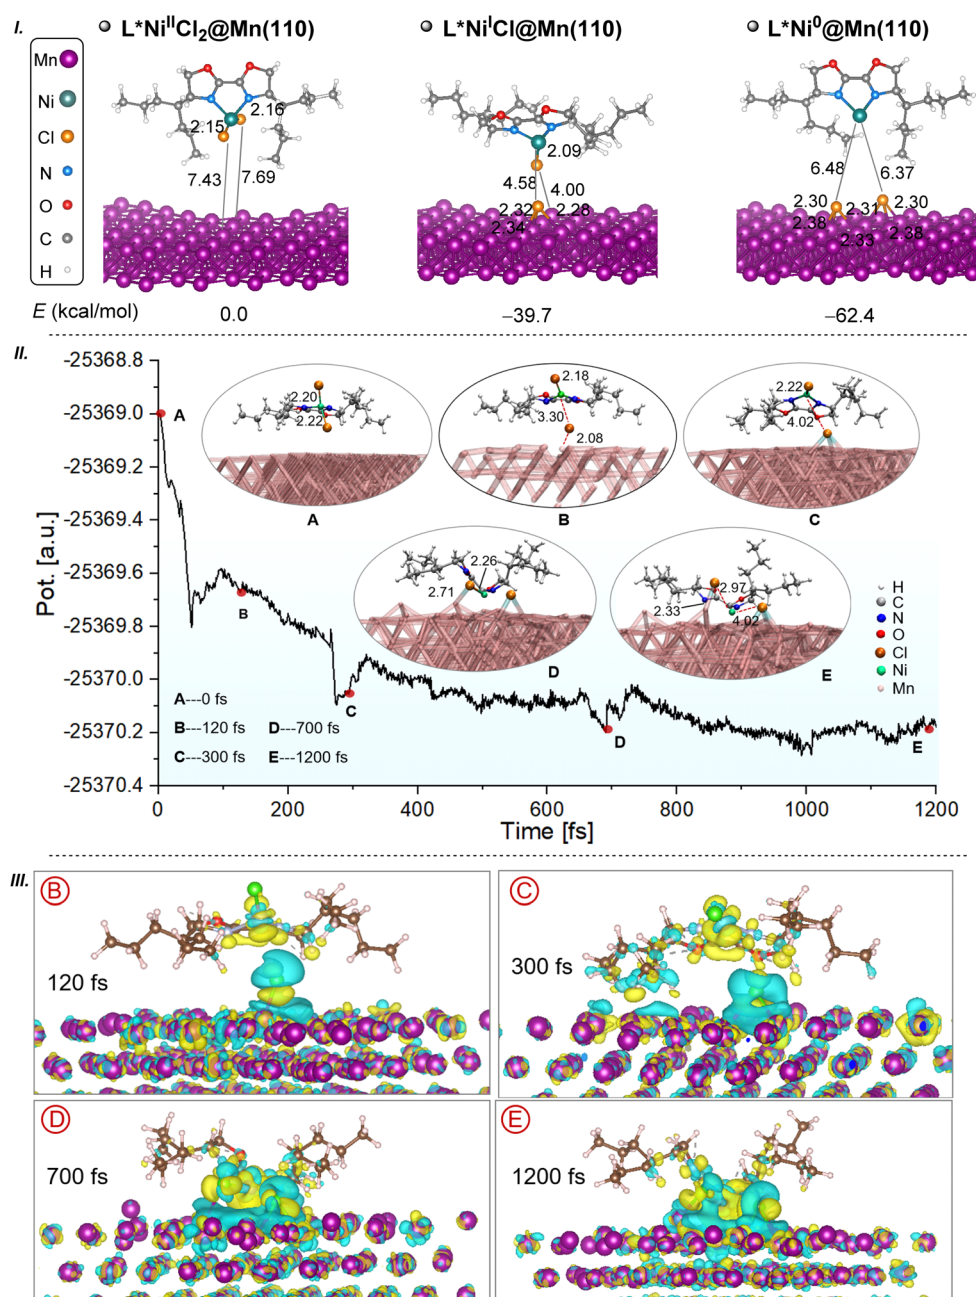 I.
L*NiᴵᴵCl₂@Mn(110)
L*NiᴵCl@Mn(110)
L*Ni⁰@Mn(110)
Mn
Ni
Cl
N
O
C
H
2.15
2.16
7.43
7.69
2.09
4.58
4.00
2.32
2.28
2.34
6.48
6.37
2.30
2.31
2.30
2.38
2.33
2.38
E (kcal/mol)
0.0
−39.7
−62.4
II.
Pot. [a.u.]
-25368.8
-25369.0
-25369.2
-25369.4
-25369.6
-25369.8
-25370.0
-25370.2
-25370.4
A
B
C
D
E
2.20
2.22
A
2.18
3.30
2.08
B
2.22
4.02
C
2.26
2.71
D
2.97
2.33
4.02
E
H
C
N
O
Cl
Ni
Mn
A---0 fs
B---120 fs D---700 fs
C---300 fs E---1200 fs
0 200 400 600 800 1000 1200
Time [fs]
III.
B
120 fs
C
300 fs
D
700 fs
E
1200 fs